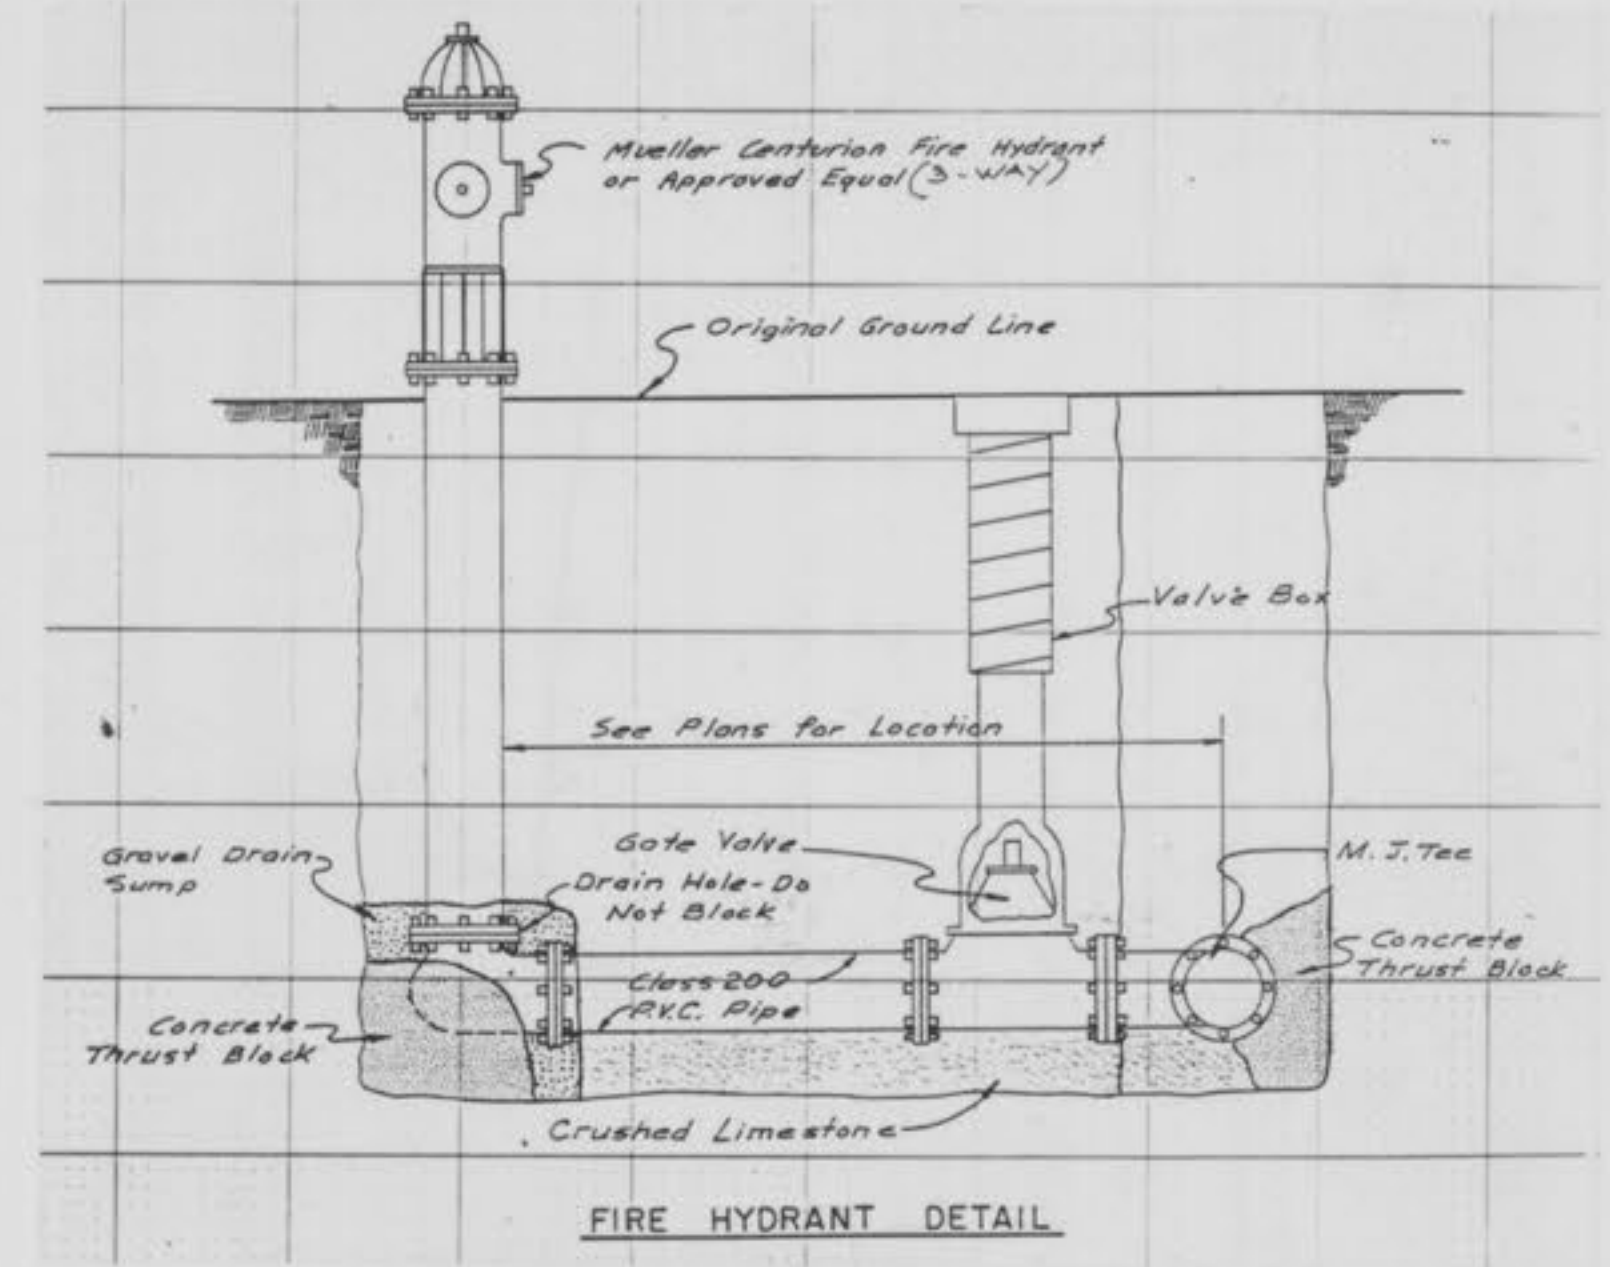 Mueller Centurion Fire Hydrant
or Approved Equal (3-WAY)
Original Ground Line
Valve Box
See Plans for Location
Gate Valve
M. J. Tee
Gravel Drain
Sump
Drain Hole-Do
Not Block
Concrete
Thrust Block
Class 200
P.V.C. Pipe
Concrete
Thrust Block
Crushed Limestone
FIRE HYDRANT DETAIL